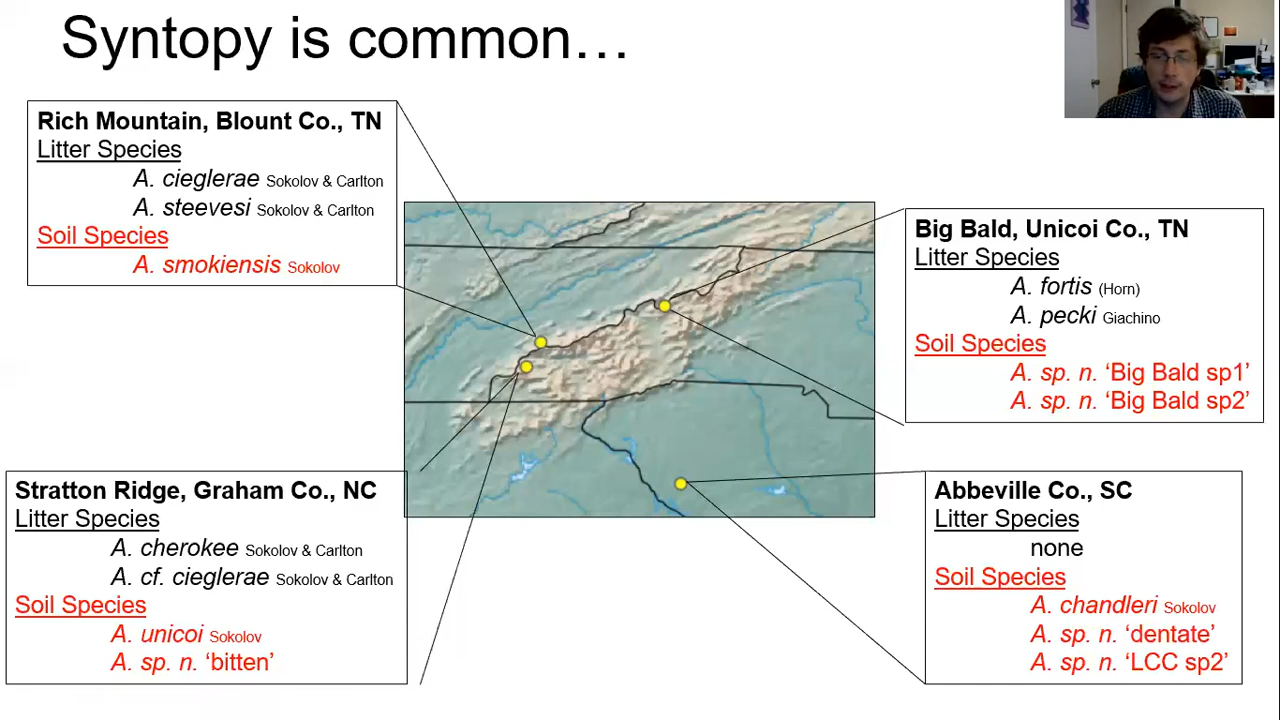 Syntopy is common…
Rich Mountain, Blount Co., TN
Litter Species
A. cieglerae Sokolov & Carlton
A. steevesi Sokolov & Carlton
Soil Species
A. smokiensis Sokolov
Big Bald, Unicoi Co., TN
Litter Species
A. fortis (Horn)
A. pecki Giachino
Soil Species
A. sp. n. ‘Big Bald sp1’
A. sp. n. ‘Big Bald sp2’
Stratton Ridge, Graham Co., NC
Litter Species
A. cherokee Sokolov & Carlton
A. cf. cieglerae Sokolov & Carlton
Soil Species
A. unicoi Sokolov
A. sp. n. ‘bitten’
Abbeville Co., SC
Litter Species
none
Soil Species
A. chandleri Sokolov
A. sp. n. ‘dentate’
A. sp. n. ‘LCC sp2’